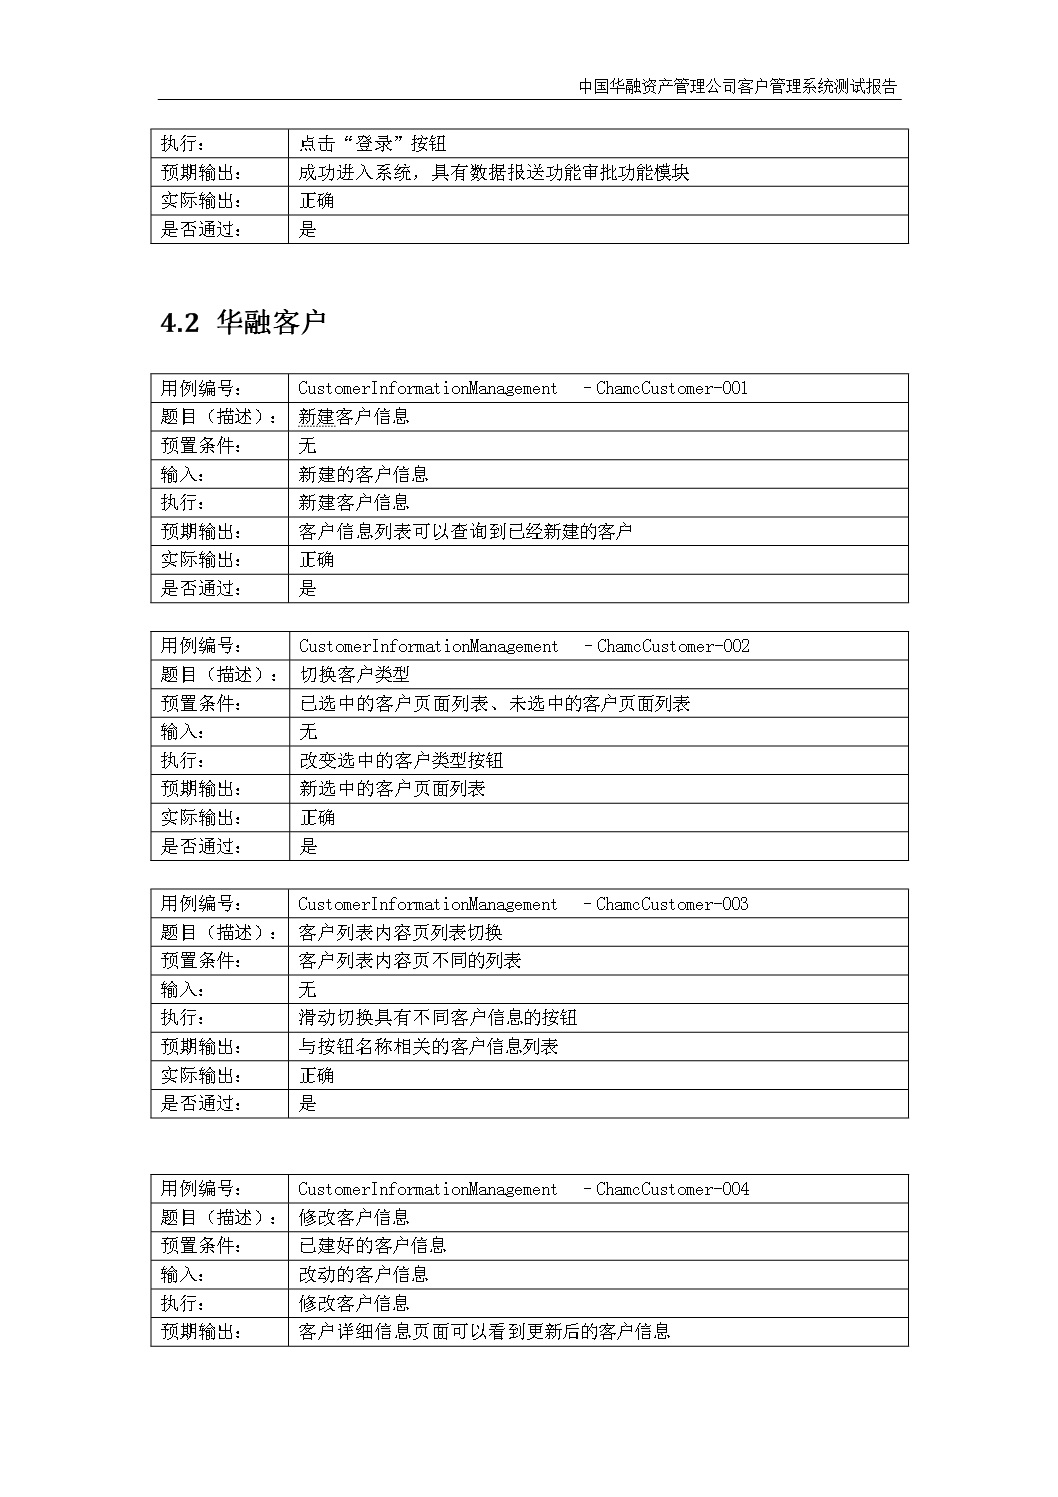 中国华融资产管理公司客户管理系统测试报告
执行： 点击“登录”按钮
预期输出： 成功进入系统，具有数据报送功能审批功能模块
实际输出： 正确
是否通过： 是
4.2 华融客户
用例编号： CustomerInformationManagement –ChamcCustomer-001
题目（描述）： 新建客户信息
预置条件： 无
输入： 新建的客户信息
执行： 新建客户信息
预期输出： 客户信息列表可以查询到已经新建的客户
实际输出： 正确
是否通过： 是
用例编号： CustomerInformationManagement –ChamcCustomer-002
题目（描述）： 切换客户类型
预置条件： 已选中的客户页面列表、未选中的客户页面列表
输入： 无
执行： 改变选中的客户类型按钮
预期输出： 新选中的客户页面列表
实际输出： 正确
是否通过： 是
用例编号： CustomerInformationManagement –ChamcCustomer-003
题目（描述）： 客户列表内容页列表切换
预置条件： 客户列表内容页不同的列表
输入： 无
执行： 滑动切换具有不同客户信息的按钮
预期输出： 与按钮名称相关的客户信息列表
实际输出： 正确
是否通过： 是
用例编号： CustomerInformationManagement –ChamcCustomer-004
题目（描述）： 修改客户信息
预置条件： 已建好的客户信息
输入： 改动的客户信息
执行： 修改客户信息
预期输出： 客户详细信息页面可以看到更新后的客户信息